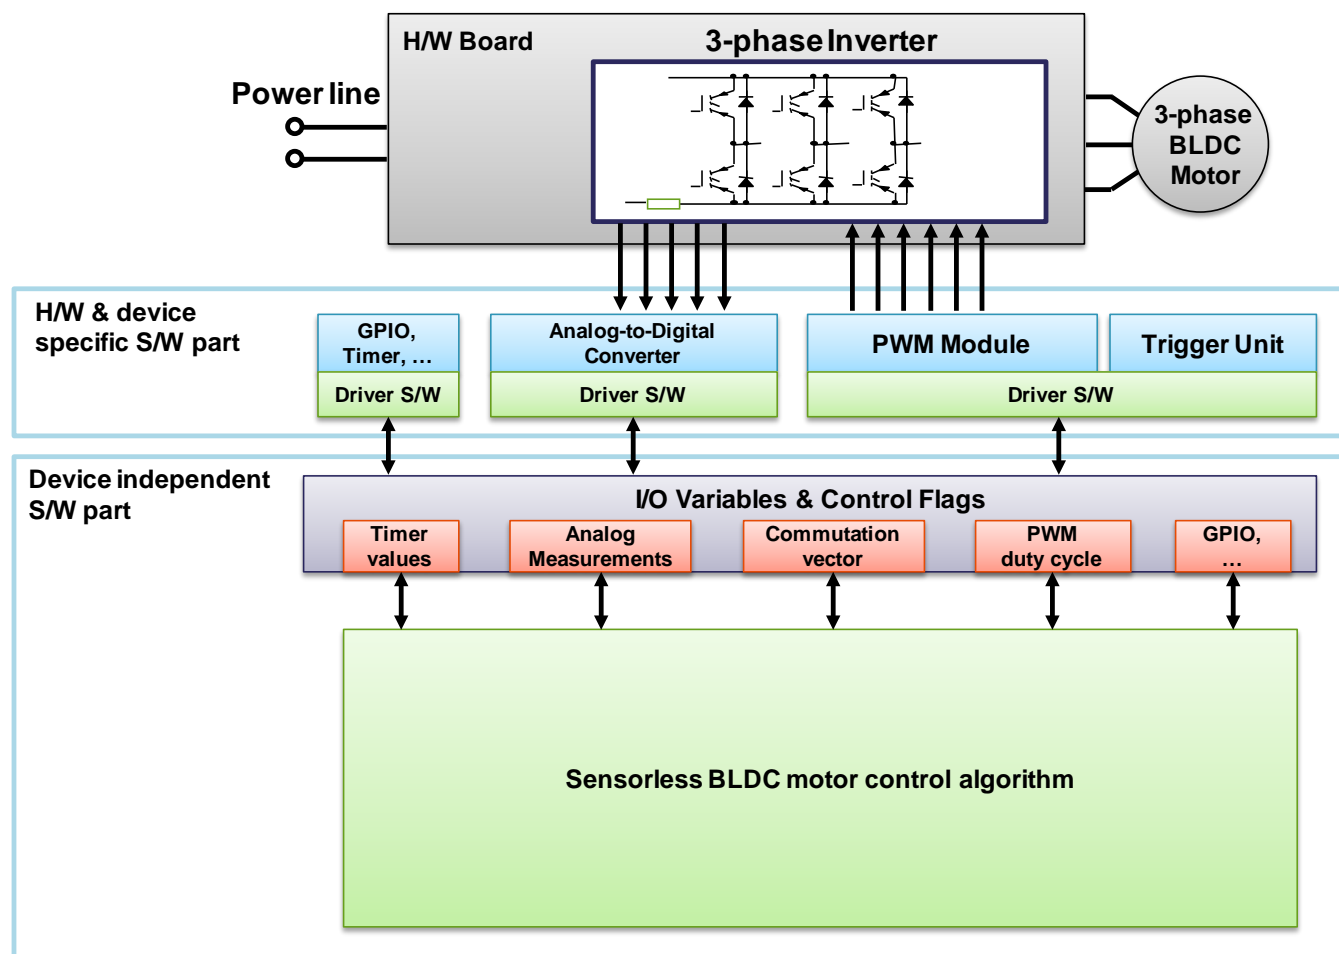 H/W Board
3-phase Inverter
Power line
3-phase
BLDC
Motor
H/W & device
specific S/W part
GPIO,
Timer, ...
Driver S/W
Analog-to-Digital
Converter
Driver S/W
PWM Module
Trigger Unit
Driver S/W
Device independent
S/W part
I/O Variables & Control Flags
Timer
values
Analog
Measurements
Commutation
vector
PWM
duty cycle
GPIO,
...
Sensorless BLDC motor control algorithm